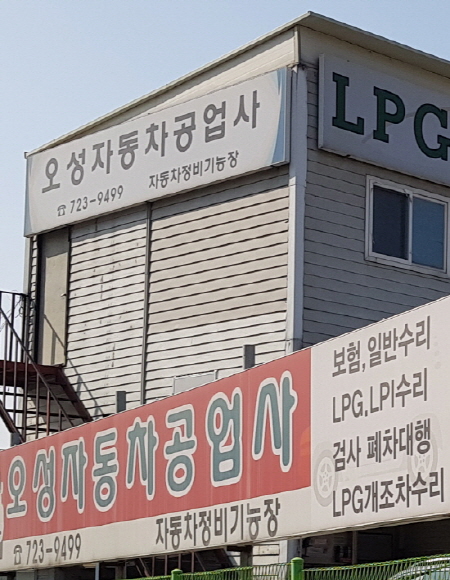 오성자동차공업사
☎ 723-9499 자동차정비기능장
LPG
오성자동차공업사
☎ 723-9499 자동차정비기능장
보험, 일반수리
LPG.LPI수리
검사 폐차대행
LPG개조차수리